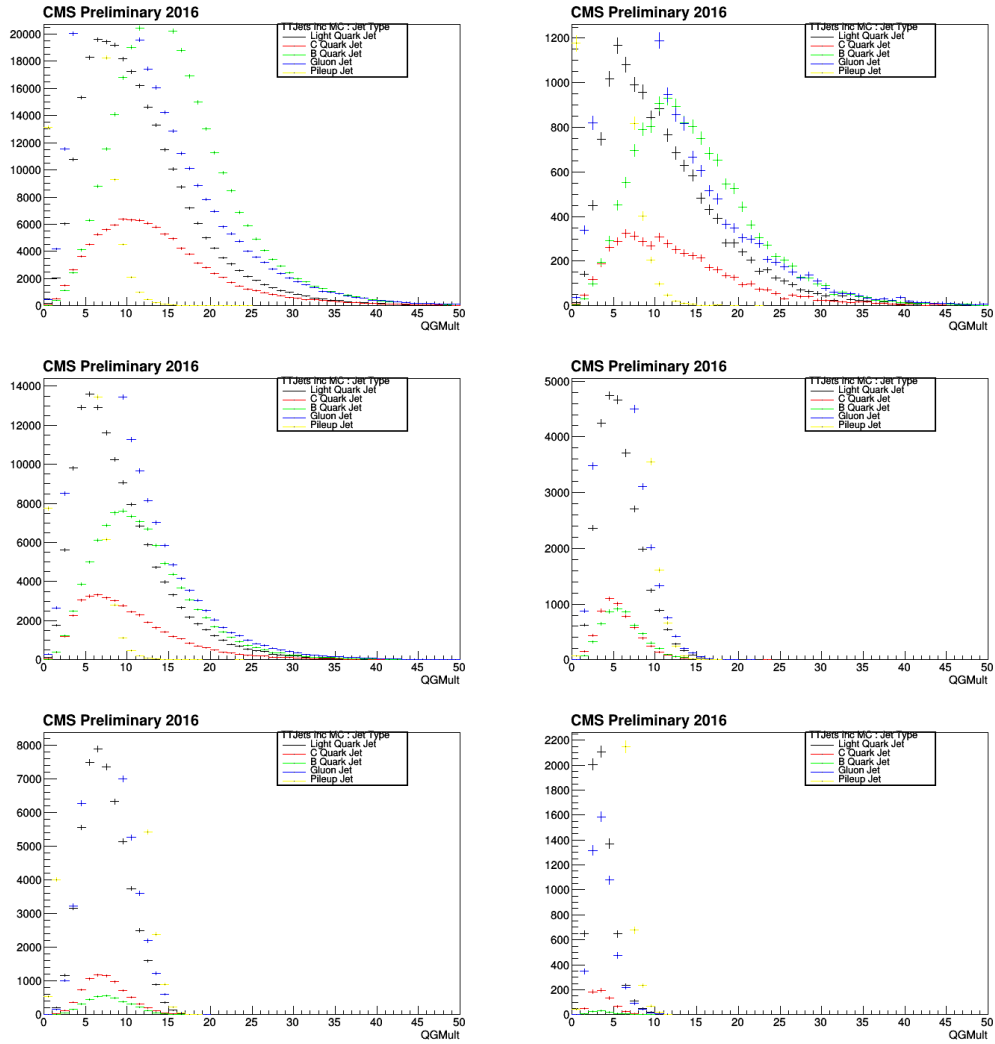 CMS Preliminary 2016
TTJets Inc MC : Jet Type
Light Quark Jet
C Quark Jet
B Quark Jet
Gluon Jet
Pileup Jet
20000
18000
16000
14000
12000
10000
8000
6000
4000
2000
0
0 5 10 15 20 25 30 35 40 45 50
QGMult
CMS Preliminary 2016
TTJets Inc MC : Jet Type
Light Quark Jet
C Quark Jet
B Quark Jet
Gluon Jet
Pileup Jet
1200
1000
800
600
400
200
0
0 5 10 15 20 25 30 35 40 45 50
QGMult
CMS Preliminary 2016
TTJets Inc MC : Jet Type
Light Quark Jet
C Quark Jet
B Quark Jet
Gluon Jet
Pileup Jet
14000
12000
10000
8000
6000
4000
2000
0
0 5 10 15 20 25 30 35 40 45 50
QGMult
CMS Preliminary 2016
TTJets Inc MC : Jet Type
Light Quark Jet
C Quark Jet
B Quark Jet
Gluon Jet
Pileup Jet
5000
4000
3000
2000
1000
0
0 5 10 15 20 25 30 35 40 45 50
QGMult
CMS Preliminary 2016
TTJets Inc MC : Jet Type
Light Quark Jet
C Quark Jet
B Quark Jet
Gluon Jet
Pileup Jet
8000
7000
6000
5000
4000
3000
2000
1000
0
0 5 10 15 20 25 30 35 40 45 50
QGMult
CMS Preliminary 2016
TTJets Inc MC : Jet Type
Light Quark Jet
C Quark Jet
B Quark Jet
Gluon Jet
Pileup Jet
2200
2000
1800
1600
1400
1200
1000
800
600
400
200
0
0 5 10 15 20 25 30 35 40 45 50
QGMult